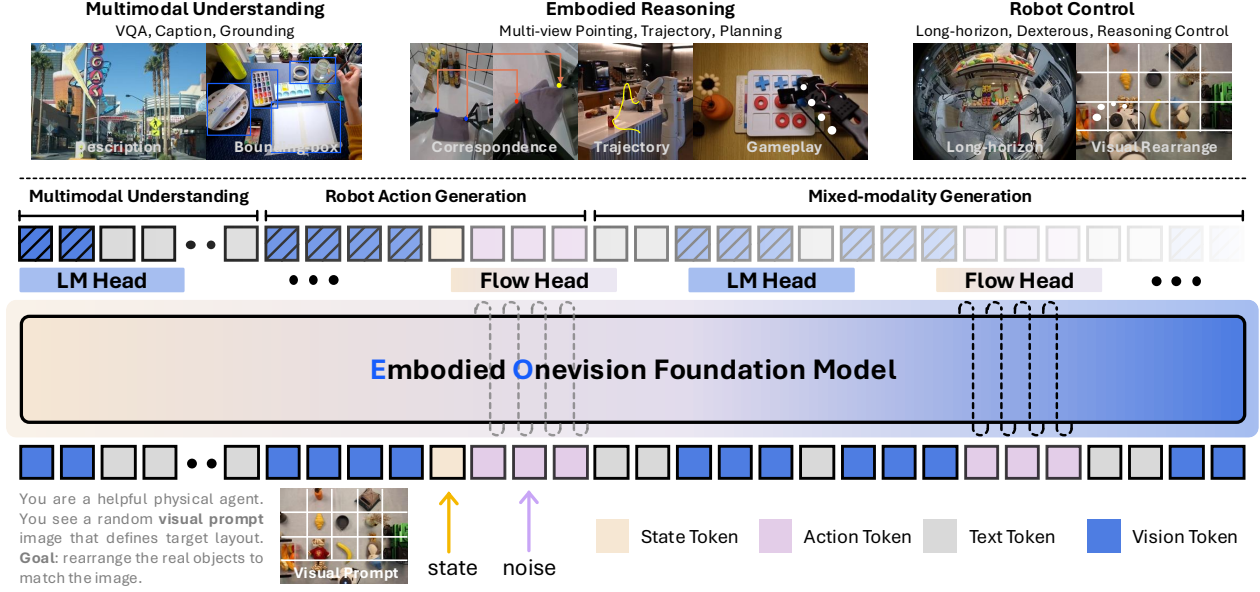 Multimodal Understanding
VQA, Caption, Grounding
Embodied Reasoning
Multi-view Pointing, Trajectory, Planning
Robot Control
Long-horizon, Dexterous, Reasoning Control
Description
Bounding-box
Correspondence
Trajectory
Gameplay
Long-horizon
Visual Rearrange
Multimodal Understanding
Robot Action Generation
Mixed-modality Generation
LM Head
Flow Head
LM Head
Flow Head
Embodied Onevision Foundation Model
You are a helpful physical agent.
You see a random visual prompt
image that defines target layout.
Goal: rearrange the real objects to
match the image.
Visual Prompt
state
noise
State Token
Action Token
Text Token
Vision Token